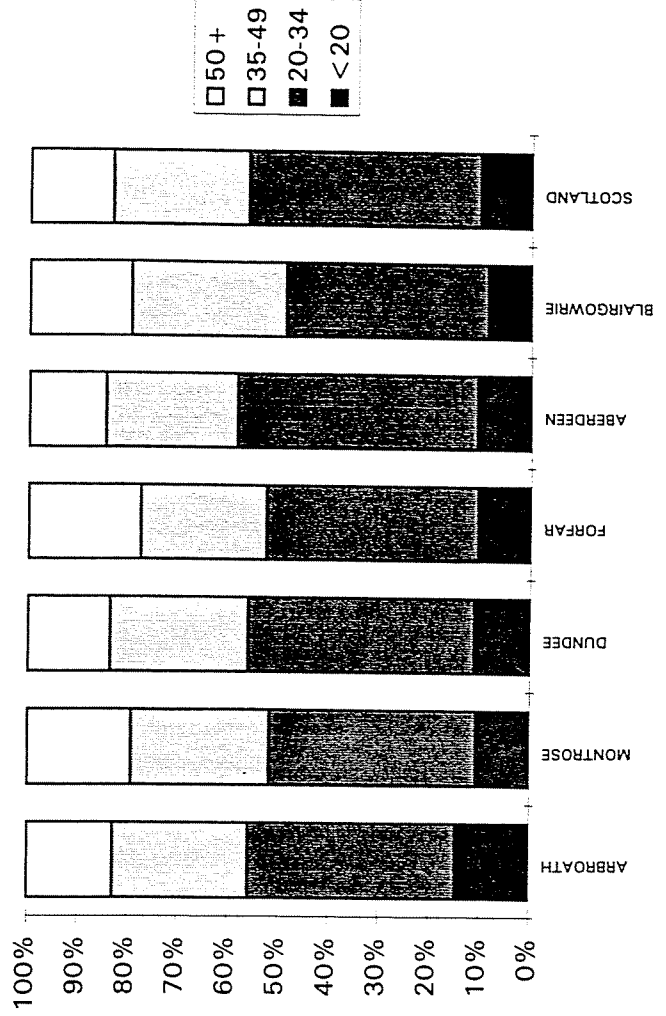 100%
90%
80%
70%
60%
50%
40%
30%
20%
10%
0%
ARBROATH
MONTROSE
DUNDEE
FORFAR
ABERDEEN
BLAIRGOWRIE
SCOTLAND
50+
35-49
20-34
<20